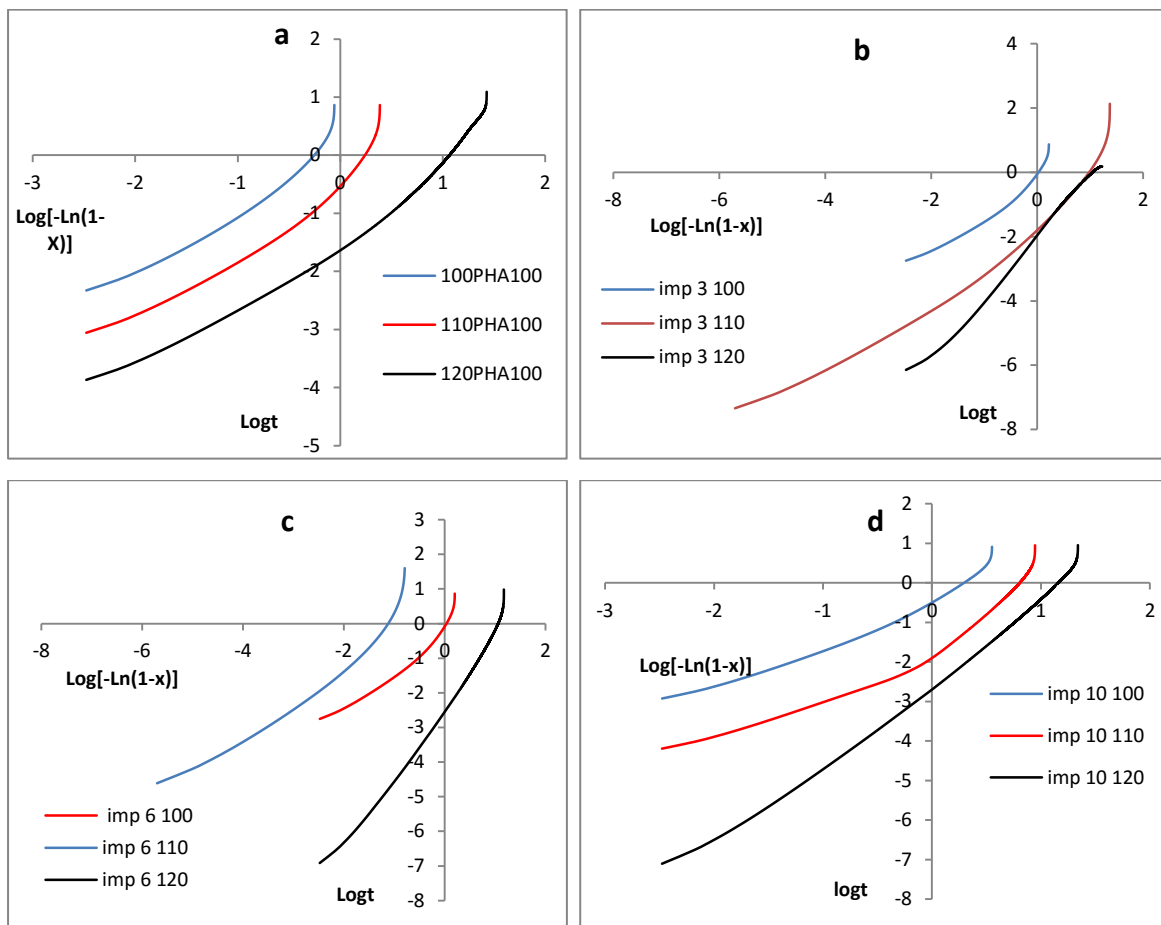 a
2
1
0
-3
-1
0
1
2
-1
-2
-3
-4
-5
Log[-Ln(1-
X)]
100PHA100
110PHA100
120PHA100
Logt
b
4
2
0
-8
-6
-4
-2
0
2
-2
-4
-6
-8
Log[-Ln(1-x)]
imp 3 100
imp 3 110
imp 3 120
Logt
c
3
2
1
0
-8
-6
-4
-2
0
2
-1
-2
-3
-4
-5
-6
-7
-8
Log[-Ln(1-x)]
imp 6 100
imp 6 110
imp 6 120
Logt
d
2
1
0
-3
-2
-1
0
1
2
-1
-2
-3
-4
-5
-6
-7
-8
Log[-Ln(1-x)]
imp 10 100
imp 10 110
imp 10 120
logt